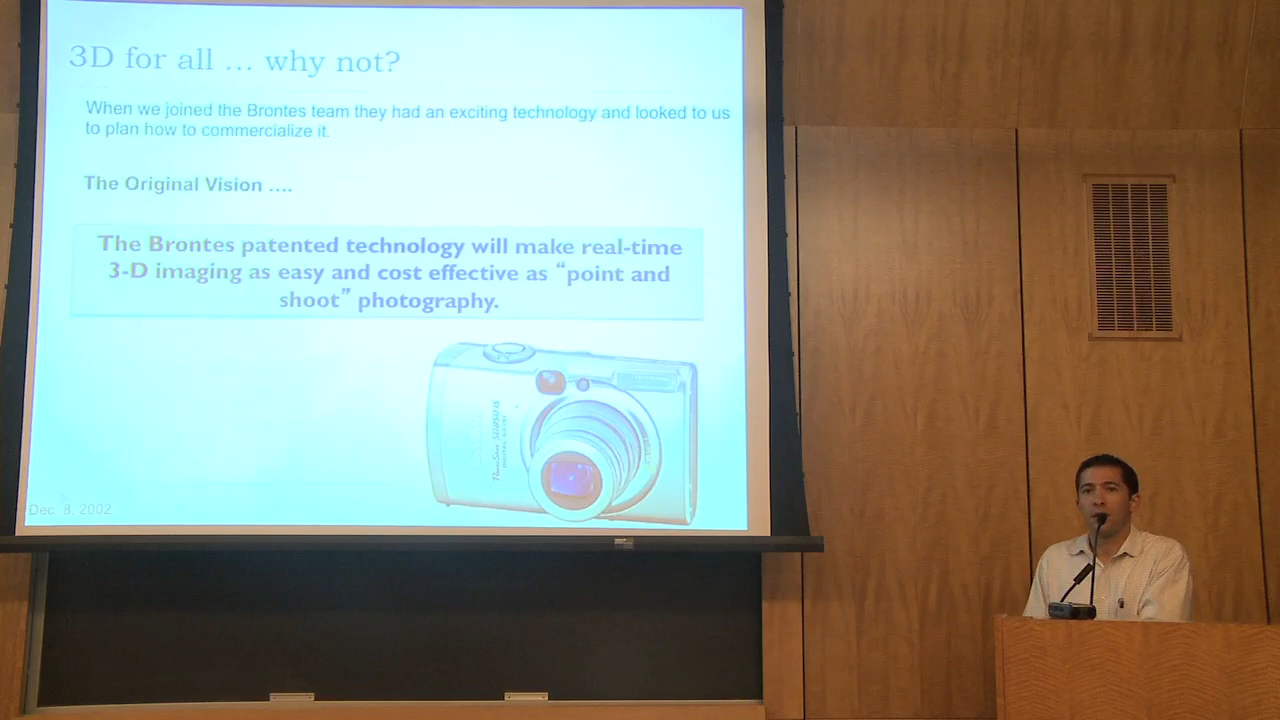 3D for all ... why not?
When we joined the Brontes team they had an exciting technology and looked to us
to plan how to commercialize it.
The Original Vision ....
The Brontes patented technology will make real-time
3-D imaging as easy and cost effective as “point and
shoot” photography.
Dec. 8, 2002